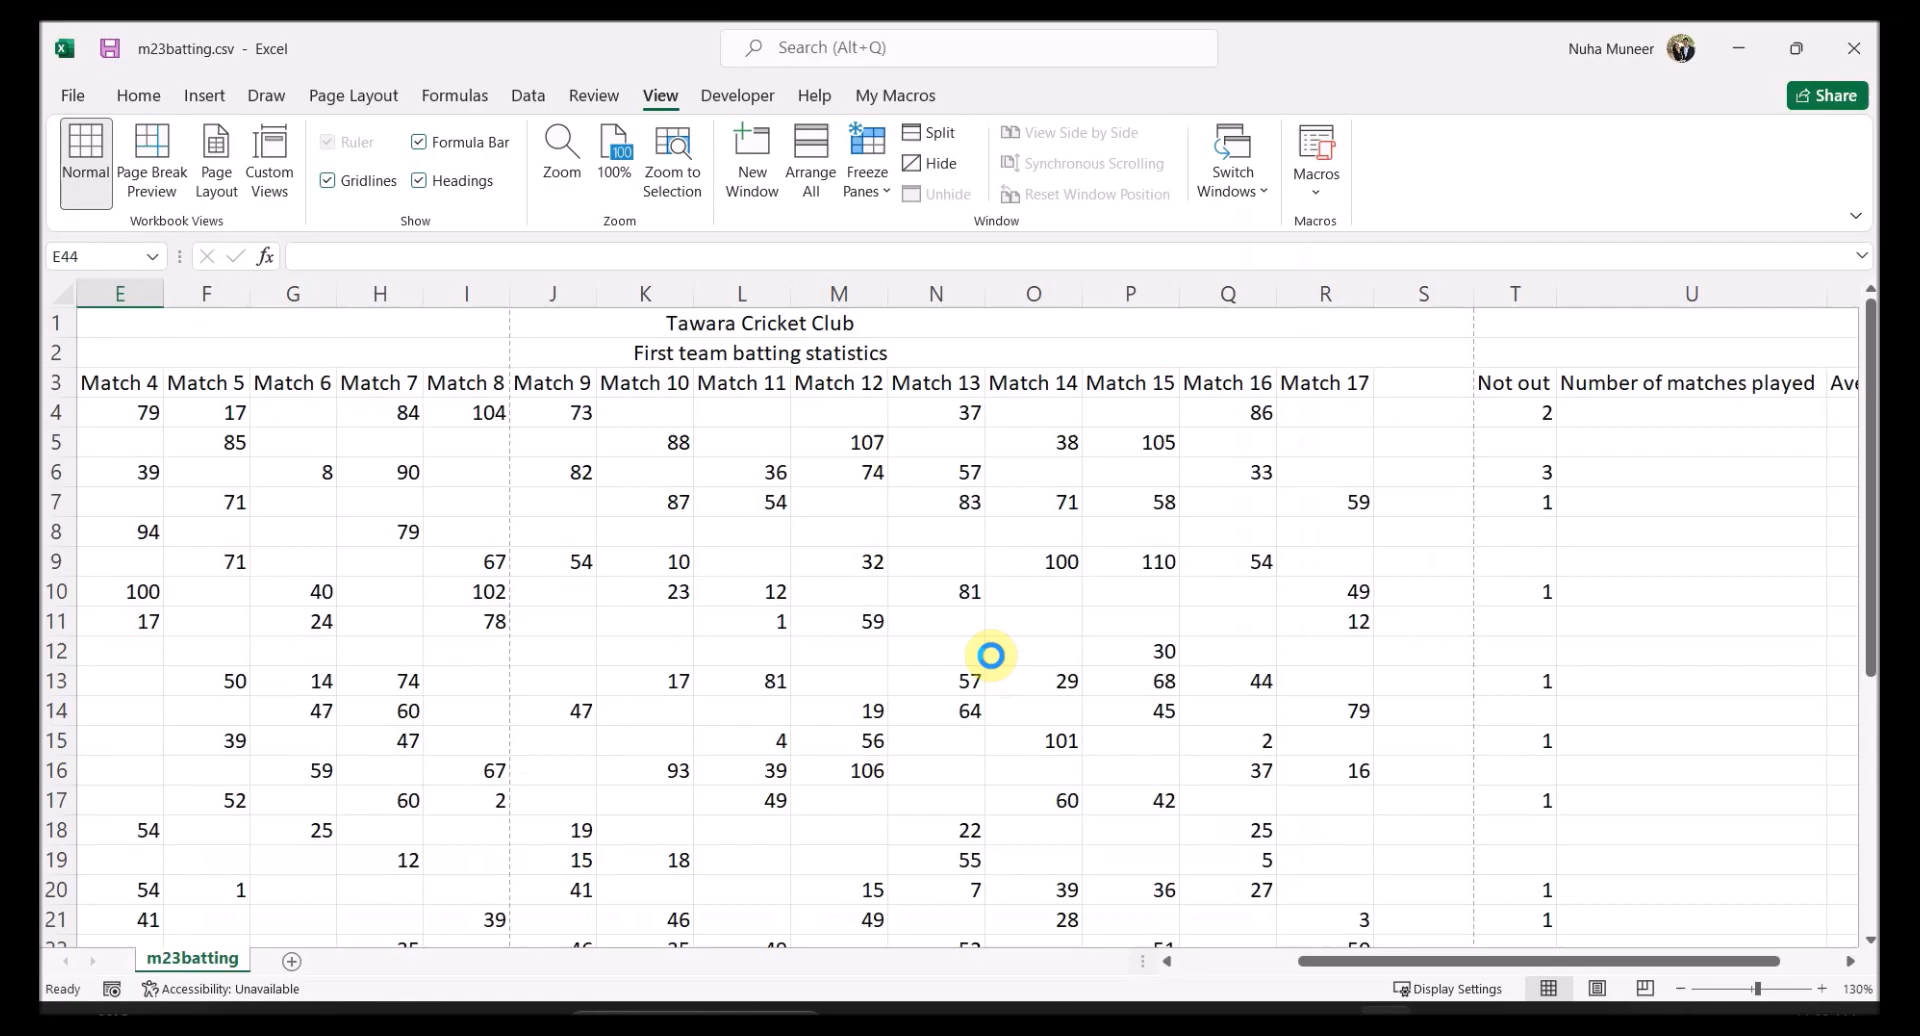 m23batting.csv - Excel
Search (Alt+Q)
Nuha Muneer
File Home Insert Draw Page Layout Formulas Data Review View Developer Help My Macros
Share
Normal
Page Break Preview
Page Layout
Custom Views
Workbook Views
Ruler
Formula Bar
Gridlines
Headings
Show
Zoom
100
100%
Zoom to Selection
Zoom
New Window
Arrange All
Freeze Panes
Split
Hide
Unhide
View Side by Side
Synchronous Scrolling
Reset Window Position
Window
Switch Windows
Macros
Macros
E44
fx
E F G H I J K L M N O P Q R S T U
1 Tawara Cricket Club
2 First team batting statistics
3 Match 4 Match 5 Match 6 Match 7 Match 8 Match 9 Match 10 Match 11 Match 12 Match 13 Match 14 Match 15 Match 16 Match 17 Not out Number of matches played Ave
4 79 17 84 104 73 37 86 2
5 85 88 107 38 105
6 39 8 90 82 36 74 57 33 3
7 71 87 54 83 71 58 59 1
8 94 79
9 71 67 54 10 32 100 110 54
10 100 40 102 23 12 81 49 1
11 17 24 78 1 59 12
12 30
13 50 14 74 17 81 57 29 68 44 1
14 47 60 47 19 64 45 79
15 39 47 4 56 101 2 1
16 59 67 93 39 106 37 16
17 52 60 2 49 60 42 1
18 54 25 19 22 25
19 12 15 18 55 5
20 54 1 41 15 7 39 36 27 1
21 41 39 46 49 28 3 1
m23batting
Ready
Accessibility: Unavailable
Display Settings
130%